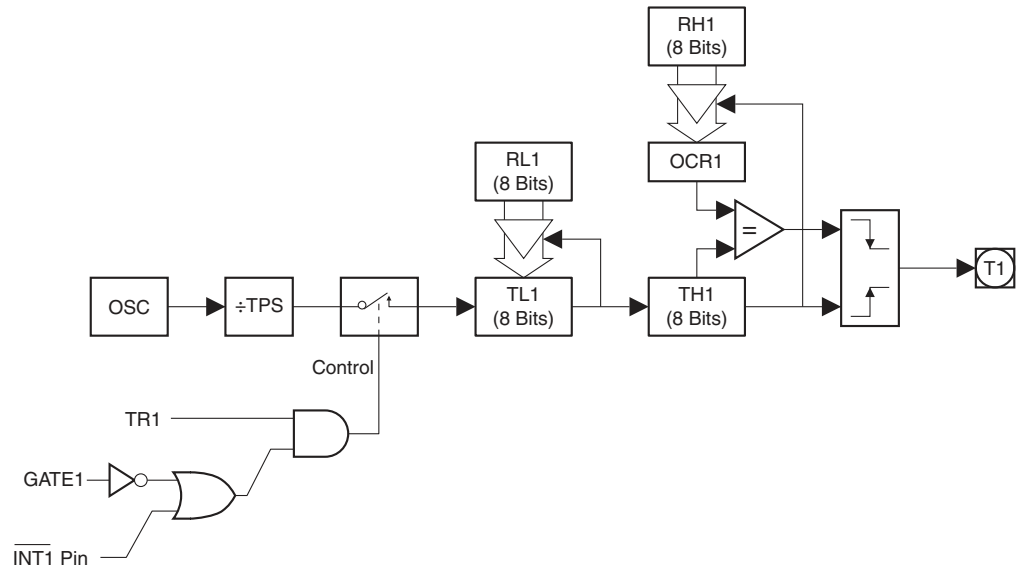 RH1
(8 Bits)
RL1
(8 Bits)
OCR1
=
OSC
÷TPS
TL1
(8 Bits)
TH1
(8 Bits)
T1
Control
TR1
GATE1
INT1 Pin